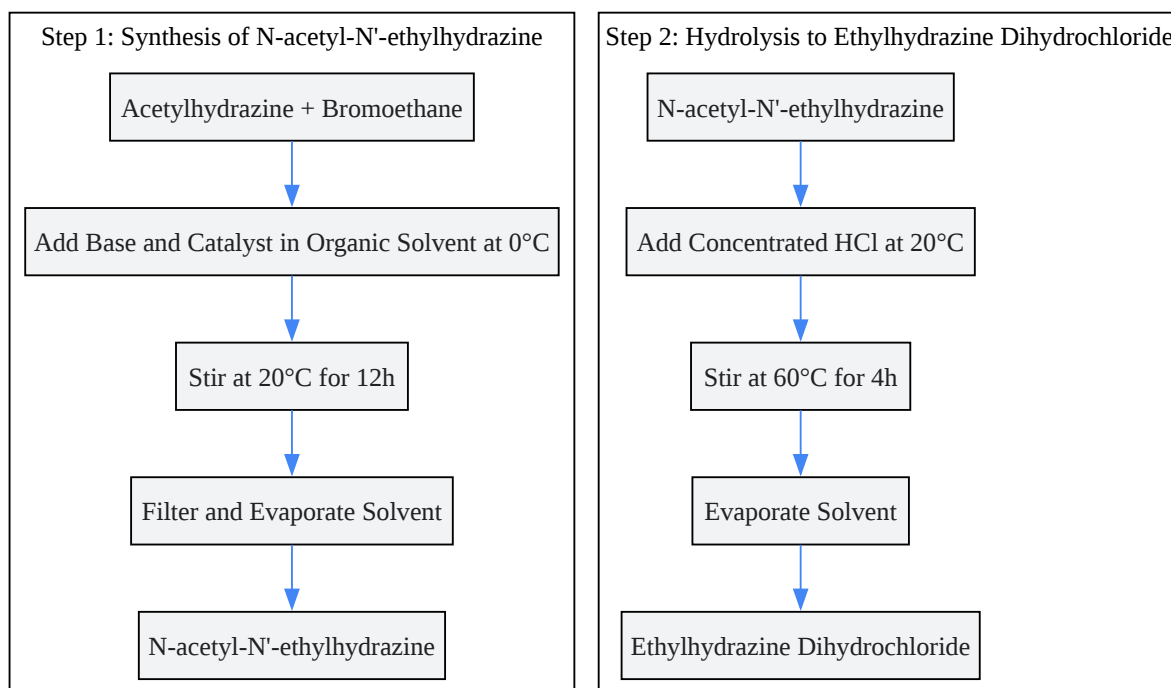 Step 1: Synthesis of N-acetyl-N'-ethylhydrazine
Acetylhydrazine + Bromoethane
Add Base and Catalyst in Organic Solvent at 0°C
Stir at 20°C for 12h
Filter and Evaporate Solvent
N-acetyl-N'-ethylhydrazine
Step 2: Hydrolysis to Ethylhydrazine Dihydrochloride
N-acetyl-N'-ethylhydrazine
Add Concentrated HCl at 20°C
Stir at 60°C for 4h
Evaporate Solvent
Ethylhydrazine Dihydrochloride